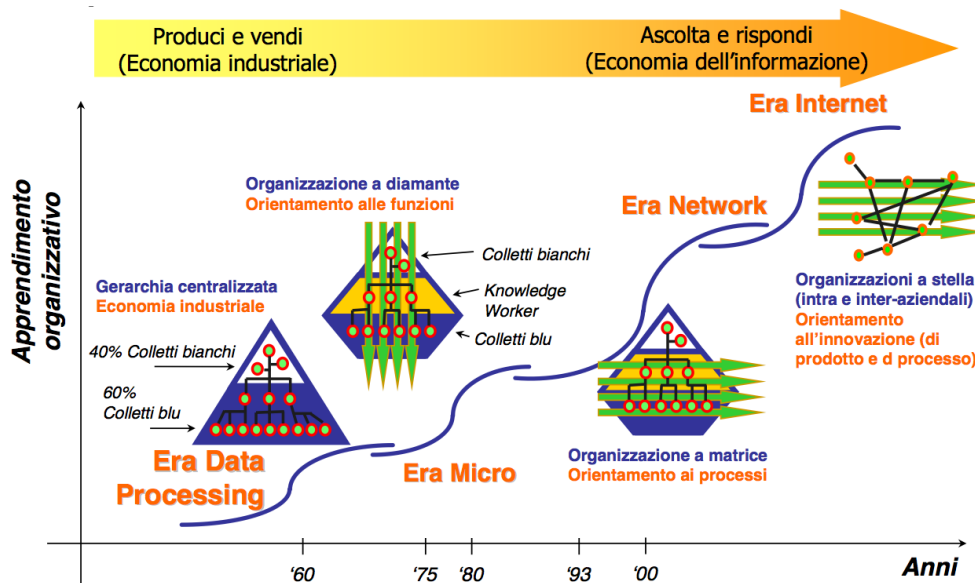 Produci e vendi
(Economia industriale)
Ascolta e rispondi
(Economia dell'informazione)
Era Internet
Organizzazione a diamante
Orientamento alle funzioni
Era Network
Colletti bianchi
Knowledge
Worker
Colletti blu
Gerarchia centralizzata
Economia industriale
40% Colletti bianchi
60%
Colletti blu
Organizzazioni a stella
(intra e inter-aziendali)
Orientamento
all'innovazione (di
prodotto e d processo)
Era Data
Processing
Era Micro
Organizzazione a matrice
Orientamento ai processi
Apprendimento
organizzativo
'60
'75
'80
'93
'00
Anni